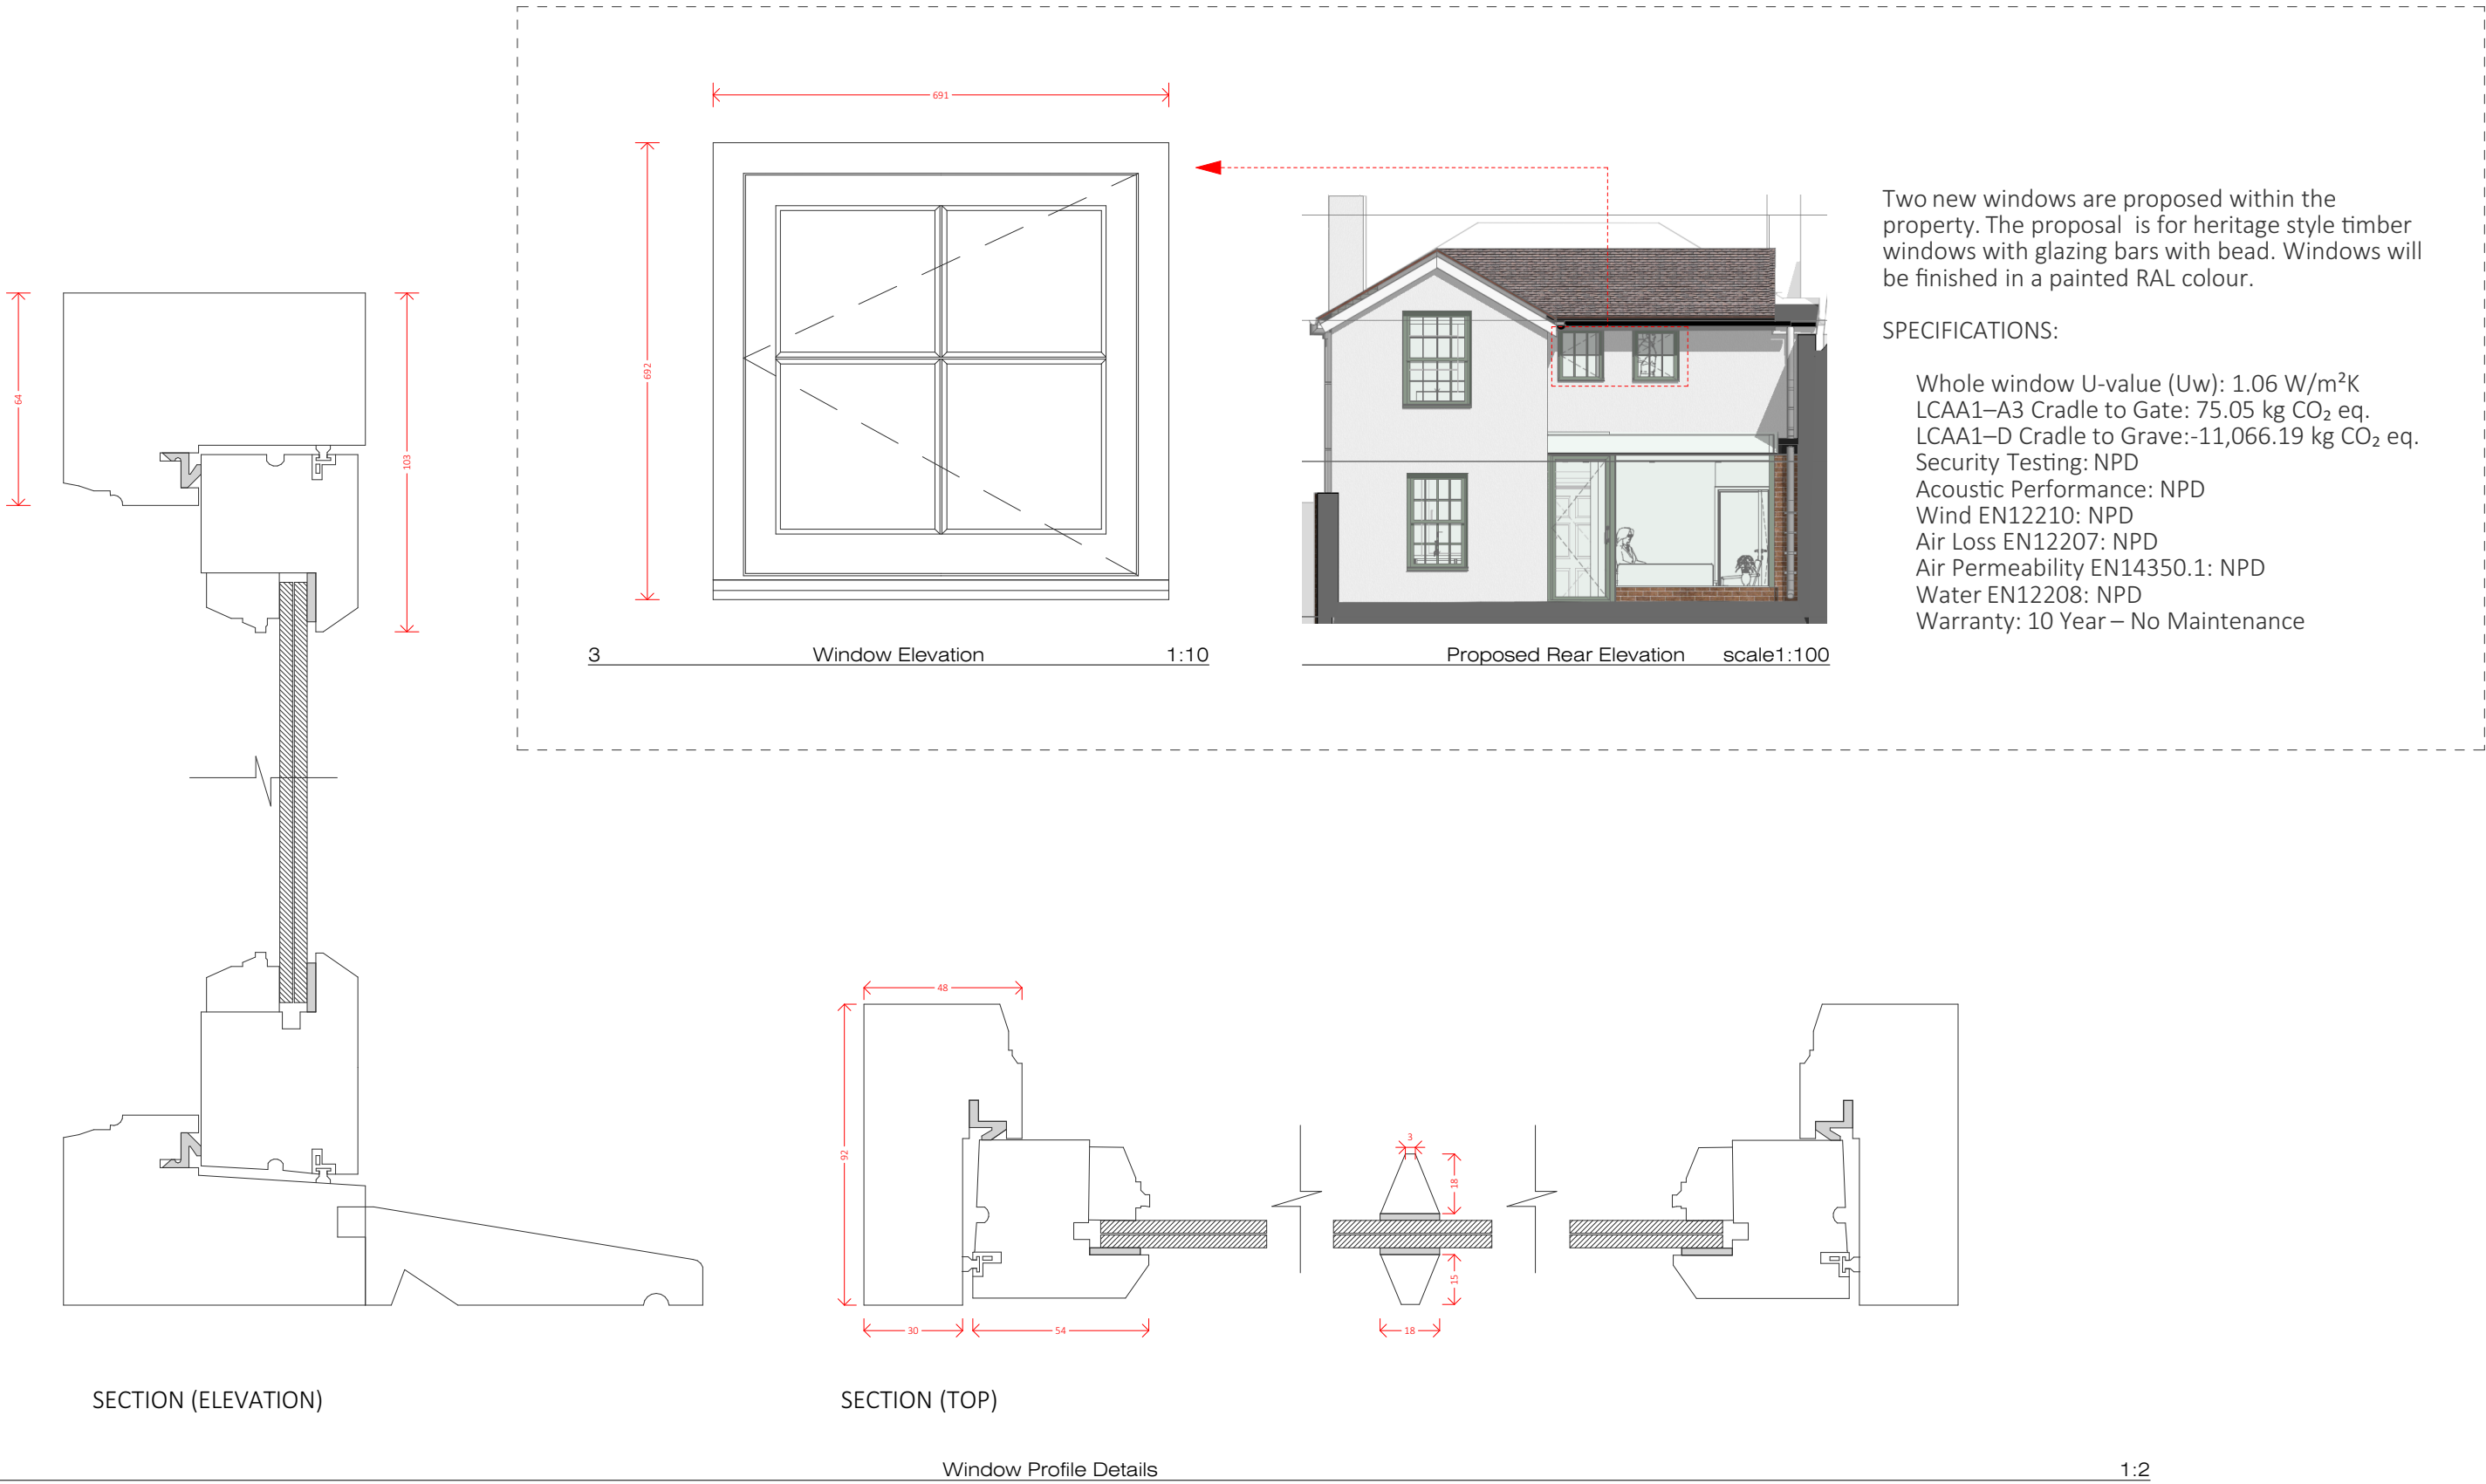 691
692
64
103
Two new windows are proposed within the
property. The proposal is for heritage style timber
windows with glazing bars with bead. Windows will
be finished in a painted RAL colour.
SPECIFICATIONS:
Whole window U-value (Uw): 1.06 W/m²K
LCAA1–A3 Cradle to Gate: 75.05 kg CO₂ eq.
LCAA1–D Cradle to Grave:-11,066.19 kg CO₂ eq.
Security Testing: NPD
Acoustic Performance: NPD
Wind EN12210: NPD
Air Loss EN12207: NPD
Air Permeability EN14350.1: NPD
Water EN12208: NPD
Warranty: 10 Year – No Maintenance
3 Window Elevation 1:10
Proposed Rear Elevation scale1:100
48
92
3
18
15
30
54
18
SECTION (ELEVATION)
SECTION (TOP)
Window Profile Details 1:2